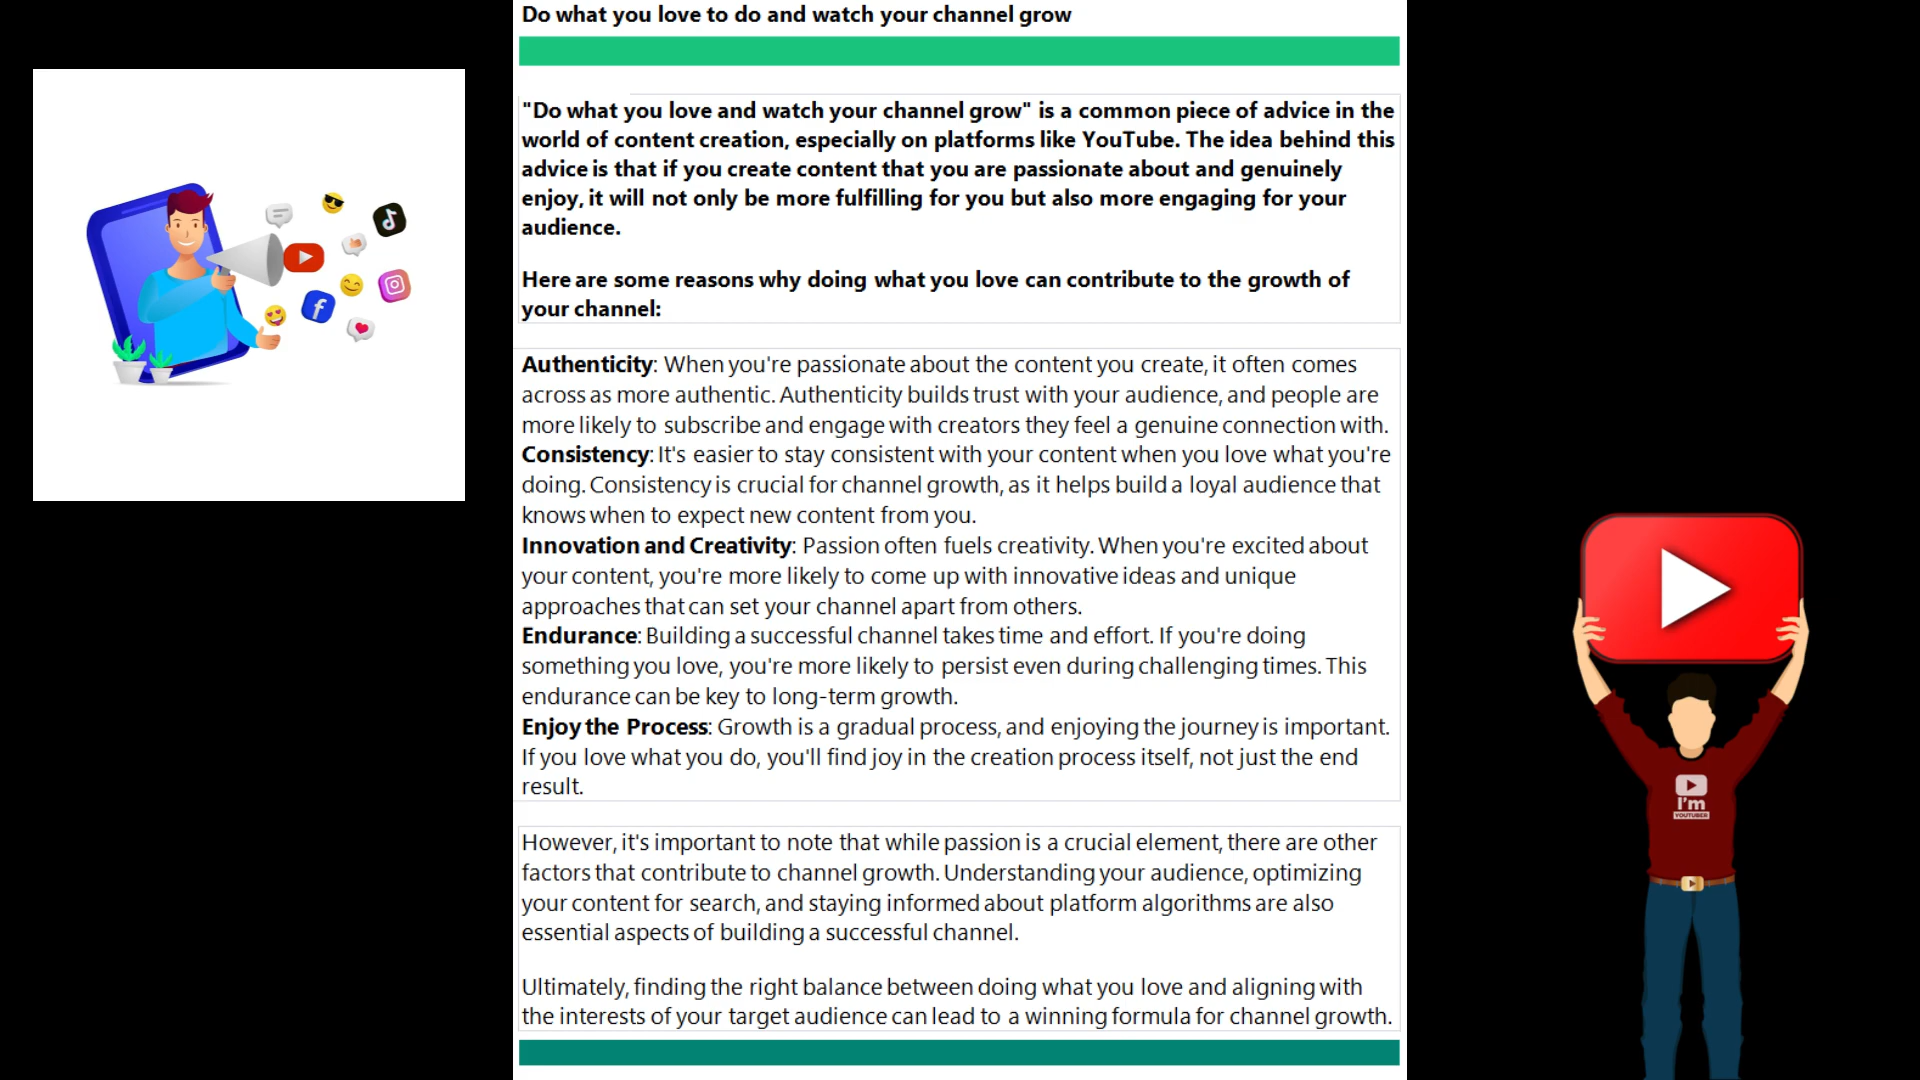 Do what you love to do and watch your channel grow
"Do what you love and watch your channel grow" is a common piece of advice in the
world of content creation, especially on platforms like YouTube. The idea behind this
advice is that if you create content that you are passionate about and genuinely
enjoy, it will not only be more fulfilling for you but also more engaging for your
audience.
Here are some reasons why doing what you love can contribute to the growth of
your channel:
Authenticity: When you're passionate about the content you create, it often comes
across as more authentic. Authenticity builds trust with your audience, and people are
more likely to subscribe and engage with creators they feel a genuine connection with.
Consistency: It's easier to stay consistent with your content when you love what you're
doing. Consistency is crucial for channel growth, as it helps build a loyal audience that
knows when to expect new content from you.
Innovation and Creativity: Passion often fuels creativity. When you're excited about
your content, you're more likely to come up with innovative ideas and unique
approaches that can set your channel apart from others.
Endurance: Building a successful channel takes time and effort. If you're doing
something you love, you're more likely to persist even during challenging times. This
endurance can be key to long-term growth.
Enjoy the Process: Growth is a gradual process, and enjoying the journey is important.
If you love what you do, you'll find joy in the creation process itself, not just the end
result.
However, it's important to note that while passion is a crucial element, there are other
factors that contribute to channel growth. Understanding your audience, optimizing
your content for search, and staying informed about platform algorithms are also
essential aspects of building a successful channel.
Ultimately, finding the right balance between doing what you love and aligning with
the interests of your target audience can lead to a winning formula for channel growth.
I'm
YOUTUBER